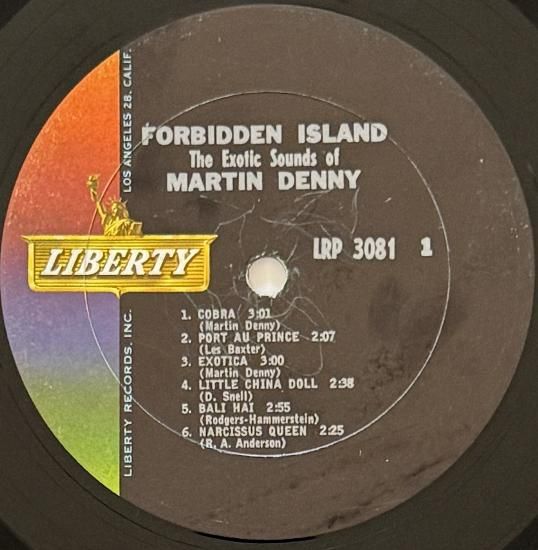 FORBIDDEN ISLAND
The Exotic Sounds of
MARTIN DENNY
LOS ANGELES 28, CALIF.
LIBERTY
LIBERTY RECORDS, INC.
LRP 3081 1
1. COBRA 3:01
(Martin Denny)
2. PORT AU PRINCE 2:07
(Les Baxter)
3. EXOTICA 3:00
(Martin Denny)
4. LITTLE CHINA DOLL 2:38
(D. Snell)
5. BALI HAI 2:55
(Rodgers-Hammerstein)
6. NARCISSUS QUEEN 2:25
(R. A. Anderson)